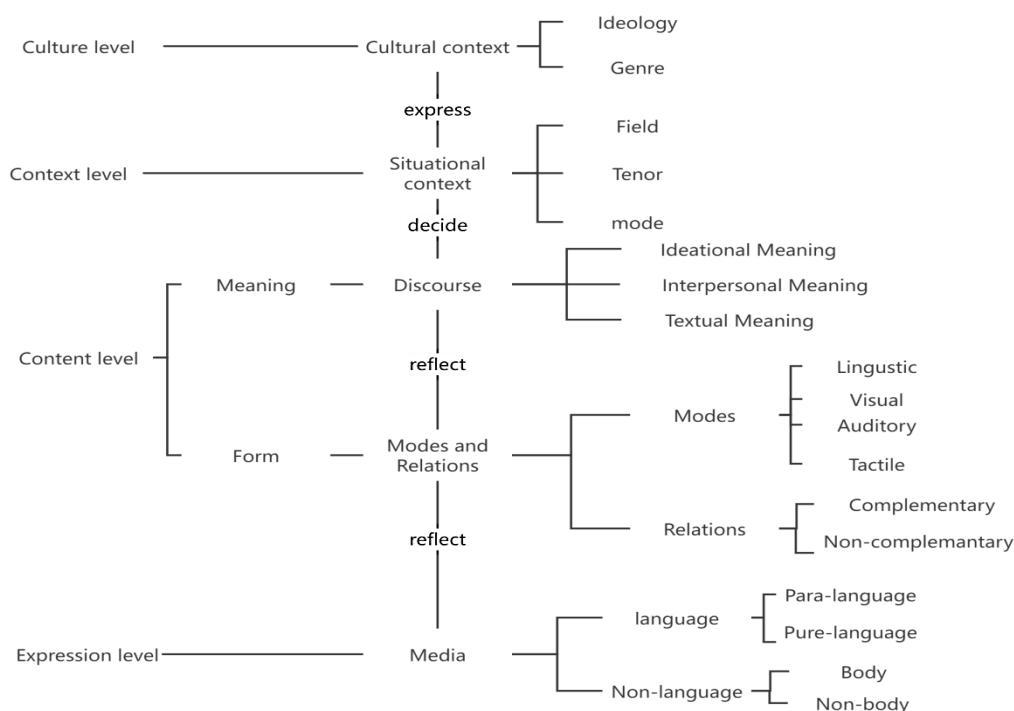 Ideology
Culture level
Cultural context
Genre
express
Field
Context level
Situational
context
Tenor
decide
mode
Ideational Meaning
Meaning
Discourse
Interpersonal Meaning
Textual Meaning
Content level
reflect
Lingustic
Visual
Modes
Auditory
Form
Modes and
Relations
Tactile
Complementary
Relations
reflect
Non-complemantary
Para-language
language
Pure-language
Expression level
Media
Body
Non-language
Non-body